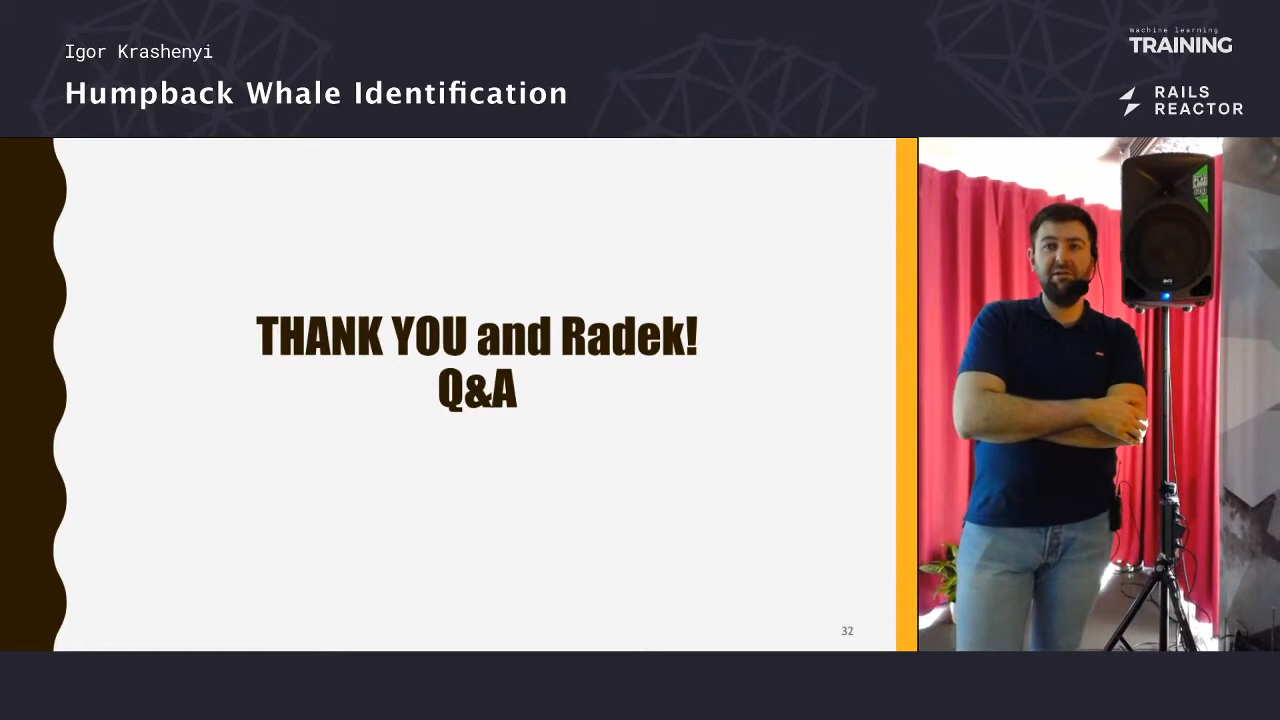 Igor Krashenyi
Humpback Whale Identification
machine learning
TRAINING
RAILS
REACTOR
THANK YOU and Radek!
Q&A
32